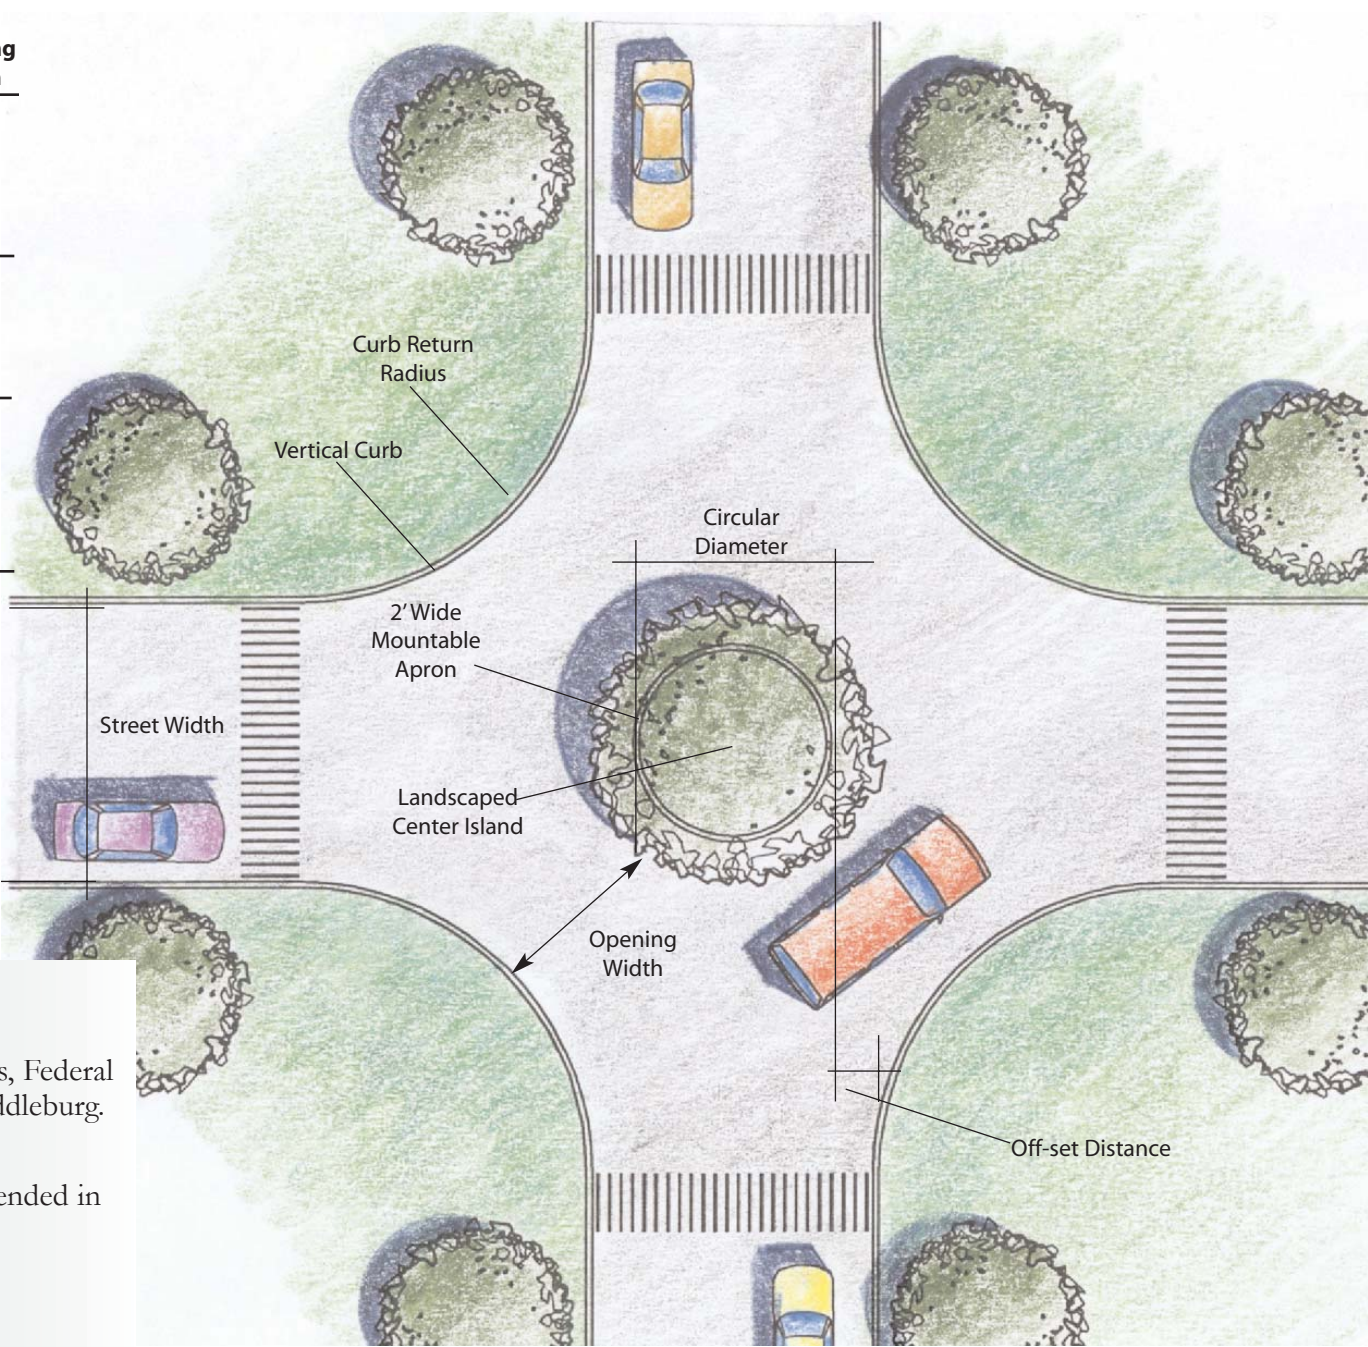 Curb Return
Radius
Vertical Curb
Circular
Diameter
2' Wide
Mountable
Apron
Street Width
Landscaped
Center Island
Opening
Width
Off-set Distance
Federal
ended in